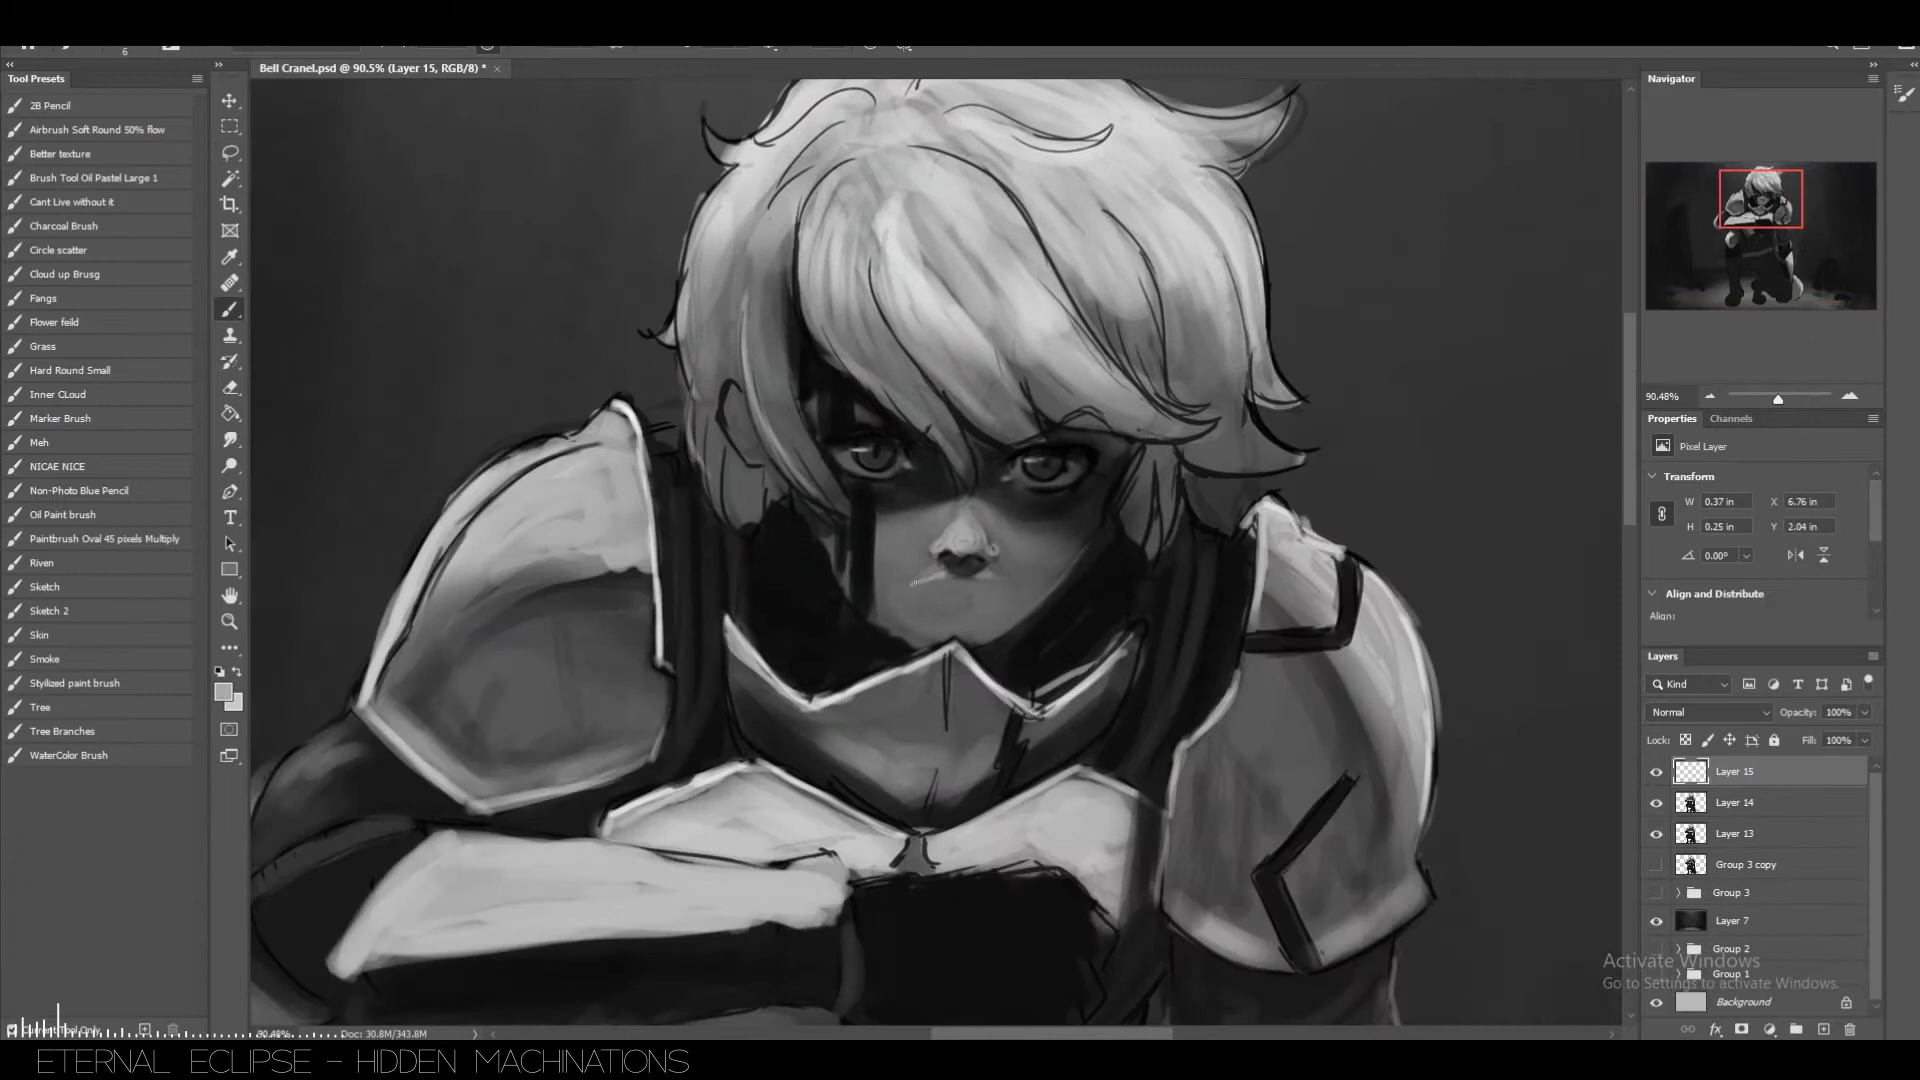 6
Bell Cranel.psd @ 90.5% (Layer 15, RGB/8) *
Tool Presets
2B Pencil
Airbrush Soft Round 50% flow
Better texture
Brush Tool Oil Pastel Large 1
Cant Live without it
Charcoal Brush
Circle scatter
Cloud up Brusg
Fangs
Flower feild
Grass
Hard Round Small
Inner CLoud
Marker Brush
Meh
NICAE NICE
Non-Photo Blue Pencil
Oil Paint brush
Paintbrush Oval 45 pixels Multiply
Riven
Sketch
Sketch 2
Skin
Smoke
Stylized paint brush
Tree
Tree Branches
WaterColor Brush
Current Tool Only
90.48%
Doc: 30.8M/343.8M
Navigator
90.48%
Properties
Channels
Pixel Layer
Transform
W 0.37 in X 6.76 in
H 0.25 in Y 2.04 in
0.00°
Align and Distribute
Align:
Layers
Kind
Normal Opacity: 100%
Lock: Fill: 100%
Layer 15
Layer 14
Layer 13
Group 3 copy
Group 3
Layer 7
Group 2
Group 1
Background
Activate Windows
Go to Settings to activate Windows.
ETERNAL ECLIPSE - HIDDEN MACHINATIONS